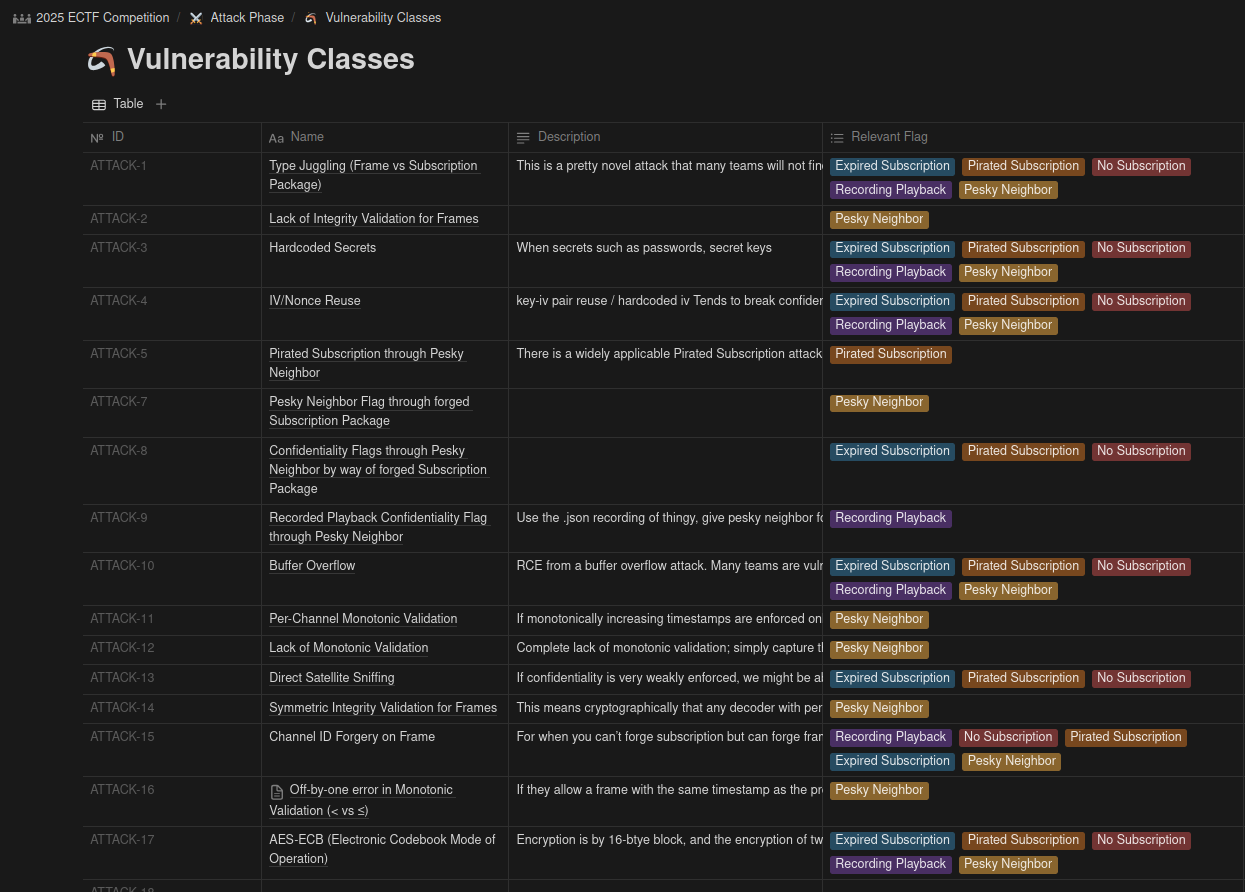 2025 ECTF Competition / Attack Phase / Vulnerability Classes
Vulnerability Classes
Table
Nº ID Aa Name Description Relevant Flag
ATTACK-1 Type Juggling (Frame vs Subscription This is a pretty novel attack that many teams will not find Expired Subscription Pirated Subscription No Subscription
Package) Recording Playback Pesky Neighbor
ATTACK-2 Lack of Integrity Validation for Frames Pesky Neighbor
ATTACK-3 Hardcoded Secrets When secrets such as passwords, secret keys Expired Subscription Pirated Subscription No Subscription
Recording Playback Pesky Neighbor
ATTACK-4 IV/Nonce Reuse key-iv pair reuse / hardcoded iv Tends to break Expired Subscription Pirated Subscription No Subscription
Recording Playback Pesky Neighbor
ATTACK-5 Pirated Subscription through Pesky There is a widely applicable Pirated Subscription attack Pirated Subscription
Neighbor
ATTACK-7 Pesky Neighbor Flag through forged Pesky Neighbor
Subscription Package
ATTACK-8 Confidentiality Flags through Pesky Expired Subscription Pirated Subscription No Subscription
Neighbor by way of forged Subscription
Package
ATTACK-9 Recorded Playback Confidentiality Flag Use the .json recording of thingy, give pesky neighbor Recording Playback
through Pesky Neighbor
ATTACK-10 Buffer Overflow RCE from a buffer overflow attack. Many teams are Expired Subscription Pirated Subscription No Subscription
Recording Playback Pesky Neighbor
ATTACK-11 Per-Channel Monotonic Validation If monotonically increasing timestamps are enforced Pesky Neighbor
ATTACK-12 Lack of Monotonic Validation Complete lack of monotonic validation; simply capture Pesky Neighbor
ATTACK-13 Direct Satellite Sniffing If confidentiality is very weakly enforced, we might be Expired Subscription Pirated Subscription No Subscription
ATTACK-14 Symmetric Integrity Validation for Frames This means cryptographically that any decoder with Pesky Neighbor
ATTACK-15 Channel ID Forgery on Frame For when you can't forge subscription but can forge Recording Playback No Subscription Pirated Subscription
Expired Subscription Pesky Neighbor
ATTACK-16 Off-by-one error in Monotonic If they allow a frame with the same timestamp as the Pesky Neighbor
Validation (< vs ≤)
ATTACK-17 AES-ECB (Electronic Codebook Mode of Encryption is by 16-btye block, and the encryption of Expired Subscription Pirated Subscription No Subscription
Operation) Recording Playback Pesky Neighbor